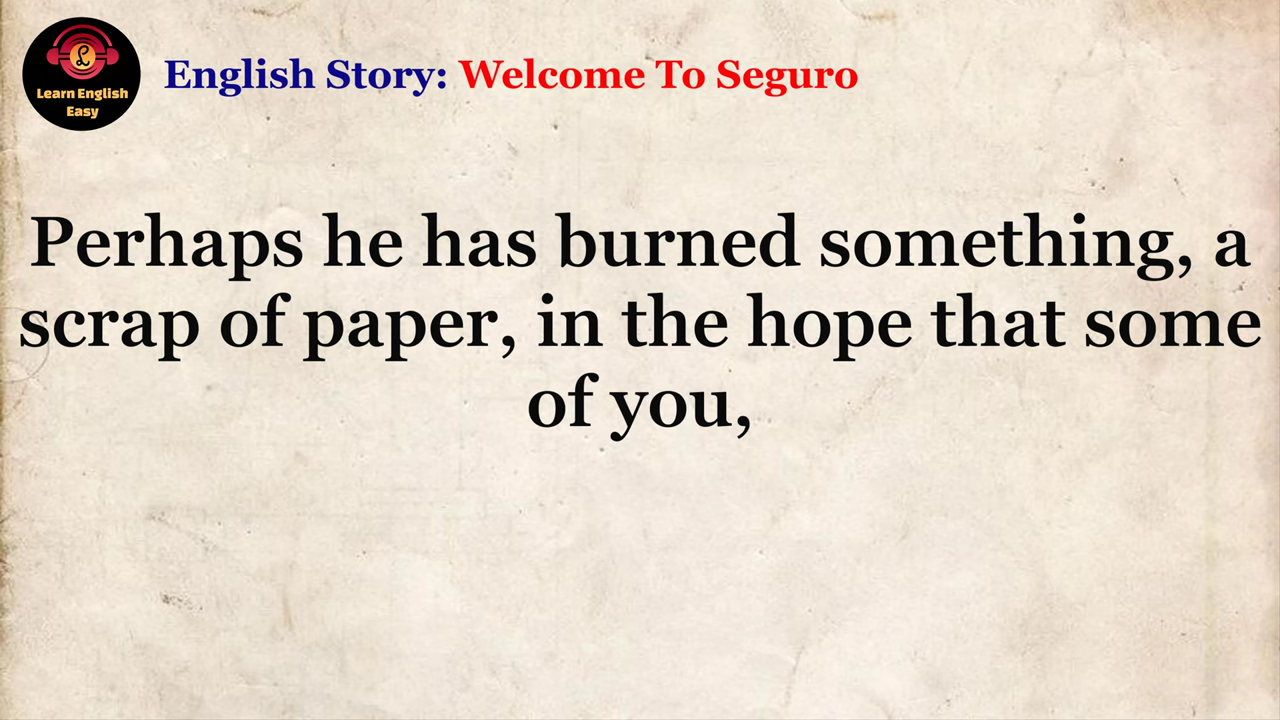 Learn English
Easy
English Story: Welcome To Seguro
Perhaps he has burned something, a
scrap of paper, in the hope that some
of you,